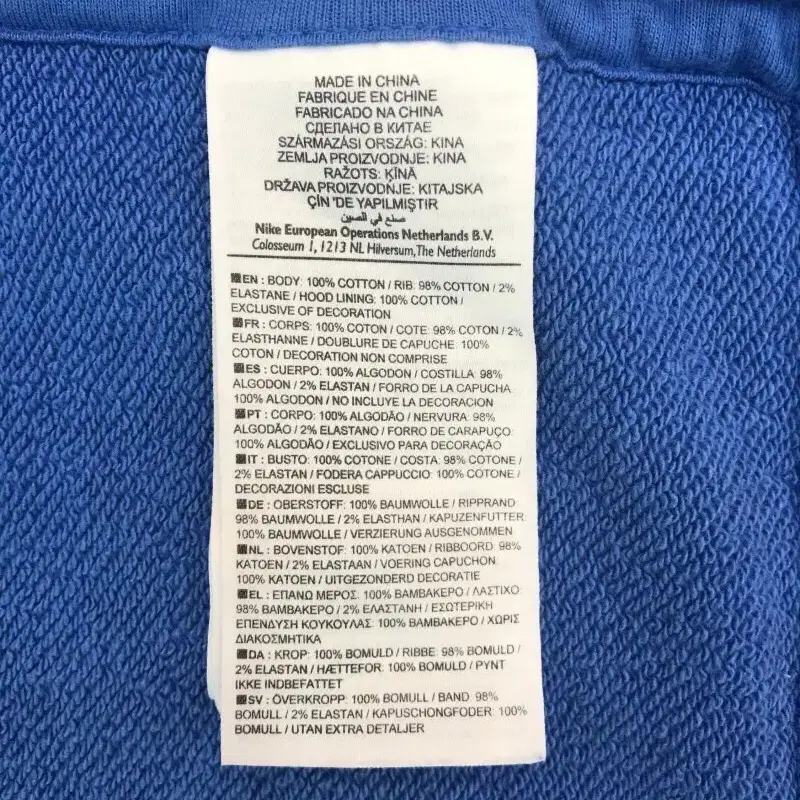 MADE IN CHINA
FABRIQUE EN CHINE
FABRICADO NA CHINA
СДЕЛАНО В КИТАЕ
SZÁRMAZÁSI ORSZÁG: KINA
ZEMLJA PROIZVODNJE: KINA
RAŽOTS: ĶĪNĀ
DRŽAVA PROIZVODNJE: KITAJSKA
ÇİN 'DE YAPILMIŞTIR
صنع في الصين
Nike European Operations Netherlands B.V.
Colosseum 1, 1213 NL Hilversum, The Netherlands
EN : BODY: 100% COTTON / RIB: 98% COTTON / 2%
ELASTANE / HOOD LINING: 100% COTTON /
EXCLUSIVE OF DECORATION
FR : CORPS: 100% COTON / COTE: 98% COTON / 2%
ELASTHANNE / DOUBLURE DE CAPUCHE: 100%
COTON / DECORATION NON COMPRISE
ES : CUERPO: 100% ALGODON / COSTILLA: 98%
ALGODON / 2% ELASTAN / FORRO DE LA CAPUCHA:
100% ALGODON / NO INCLUYE LA DECORACION
PT : CORPO: 100% ALGODÃO / NERVURA: 98%
ALGODÃO / 2% ELASTANO / FORRO DE CARAPUÇO:
100% ALGODÃO / EXCLUSIVO PARA DECORAÇÃO
IT : BUSTO: 100% COTONE / COSTA: 98% COTONE /
2% ELASTAN / FODERA CAPPUCCIO: 100% COTONE /
DECORAZIONI ESCLUSE
DE : OBERSTOFF: 100% BAUMWOLLE / RIPPRAND:
98% BAUMWOLLE / 2% ELASTHAN / KAPUZENFUTTER:
100% BAUMWOLLE / VERZIERUNG AUSGENOMMEN
NL : BOVENSTOF: 100% KATOEN / RIBBOORD: 98%
KATOEN / 2% ELASTAAN / VOERING CAPUCHON:
100% KATOEN / UITGEZONDERD DECORATIE
EL : ΕΠΑΝΩ ΜΕΡΟΣ: 100% ΒΑΜΒΑΚΕΡΟ / ΛΑΣΤΙΧΟ:
98% ΒΑΜΒΑΚΕΡΟ / 2% ΕΛΑΣΤΑΝΗ / ΕΣΩΤΕΡΙΚΗ
ΕΠΕΝΔΥΣΗ ΚΟΥΚΟΥΛΑΣ: 100% ΒΑΜΒΑΚΕΡΟ / ΧΩΡΙΣ
ΔΙΑΚΟΣΜΗΤΙΚΑ
DA : KROP: 100% BOMULD / RIBBE: 98% BOMULD /
2% ELASTAN / HÆTTEFOR: 100% BOMULD / PYNT
IKKE INDBEFATTET
SV : ÖVERKROPP: 100% BOMULL / BAND: 98%
BOMULL / 2% ELASTAN / KAPUSCHONGFODER: 100%
BOMULL / UTAN EXTRA DETALJER